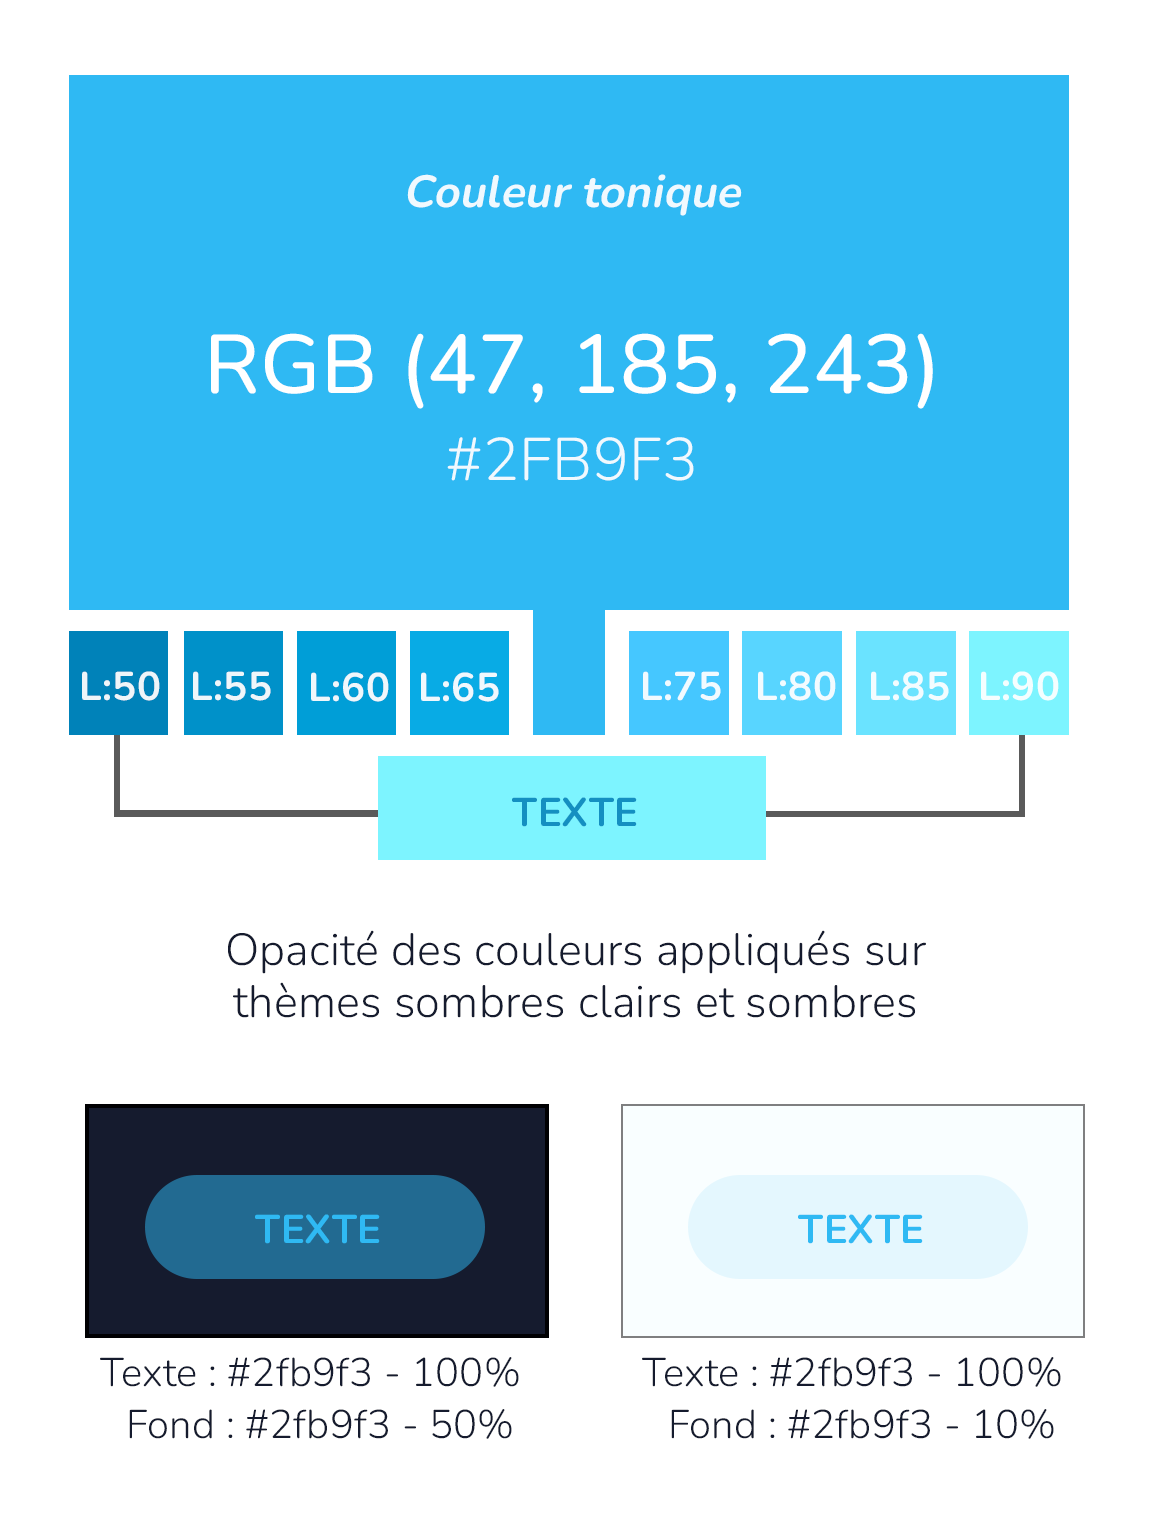 Couleur tonique
RGB (47, 185, 243)
#2FB9F3
L:50 L:55 L:60 L:65 L:75 L:80 L:85 L:90
TEXTE
Opacité des couleurs appliqués sur
thèmes sombres clairs et sombres
TEXTE
Texte : #2fb9f3 - 100%
Fond : #2fb9f3 - 50%
TEXTE
Texte : #2fb9f3 - 100%
Fond : #2fb9f3 - 10%